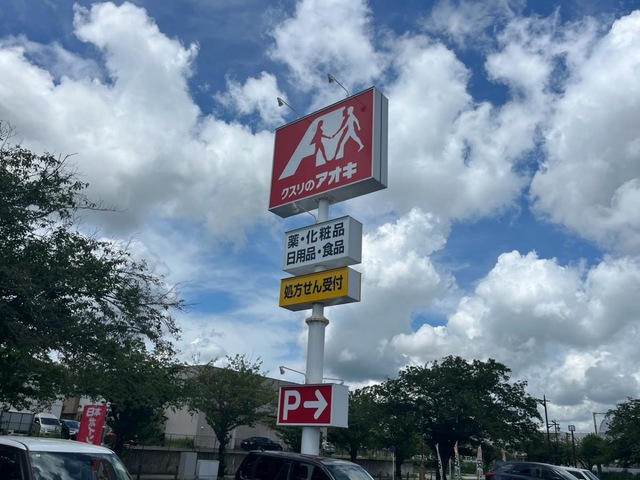 クスリのアオキ
薬・化粧品
日用品・食品
処方せん受付
P→